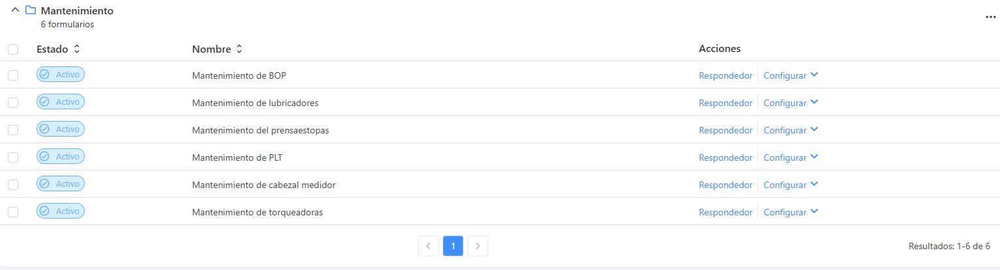 Mantenimiento
6 formularios
Estado Nombre Acciones
Activo Mantenimiento de BOP Respondedor Configurar
Activo Mantenimiento de lubricadores Respondedor Configurar
Activo Mantenimiento del prensaestopas Respondedor Configurar
Activo Mantenimiento de PLT Respondedor Configurar
Activo Mantenimiento de cabezal medidor Respondedor Configurar
Activo Mantenimiento de torqueadoras Respondedor Configurar
1 Resultados: 1-6 de 6